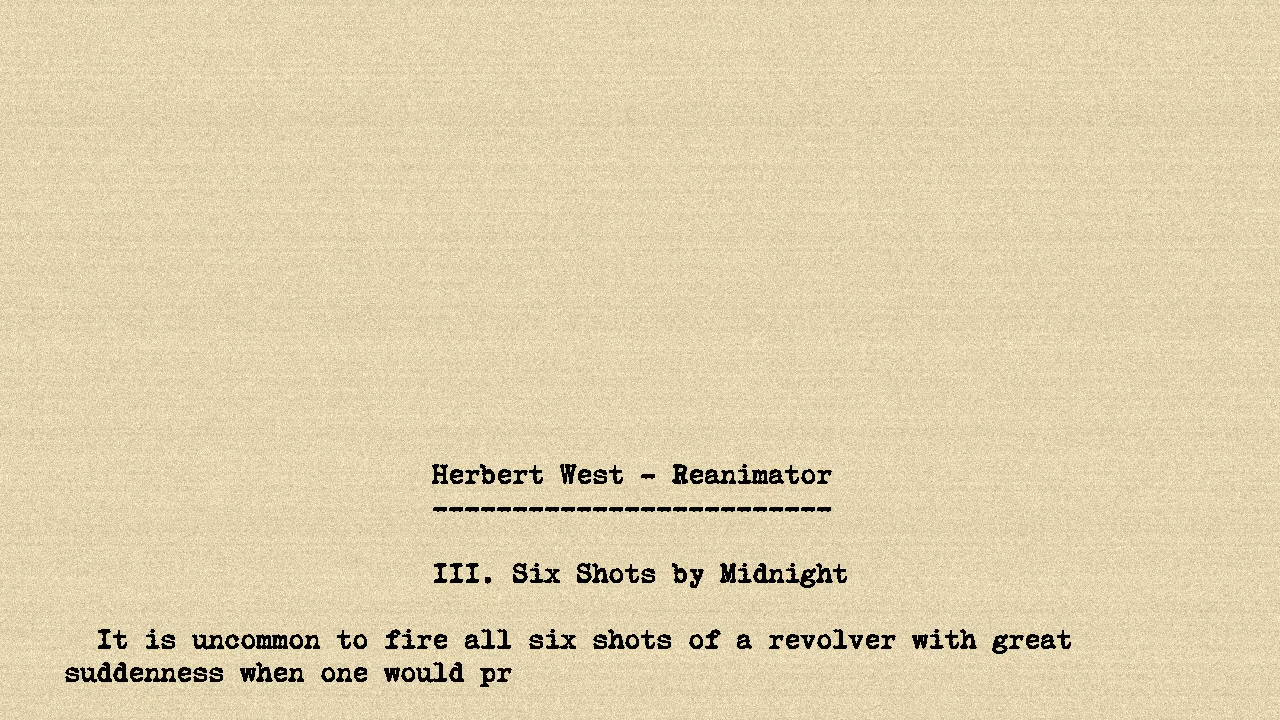 Herbert West - Reanimator
-------------------------
III. Six Shots by Midnight
It is uncommon to fire all six shots of a revolver with great
suddenness when one would pr